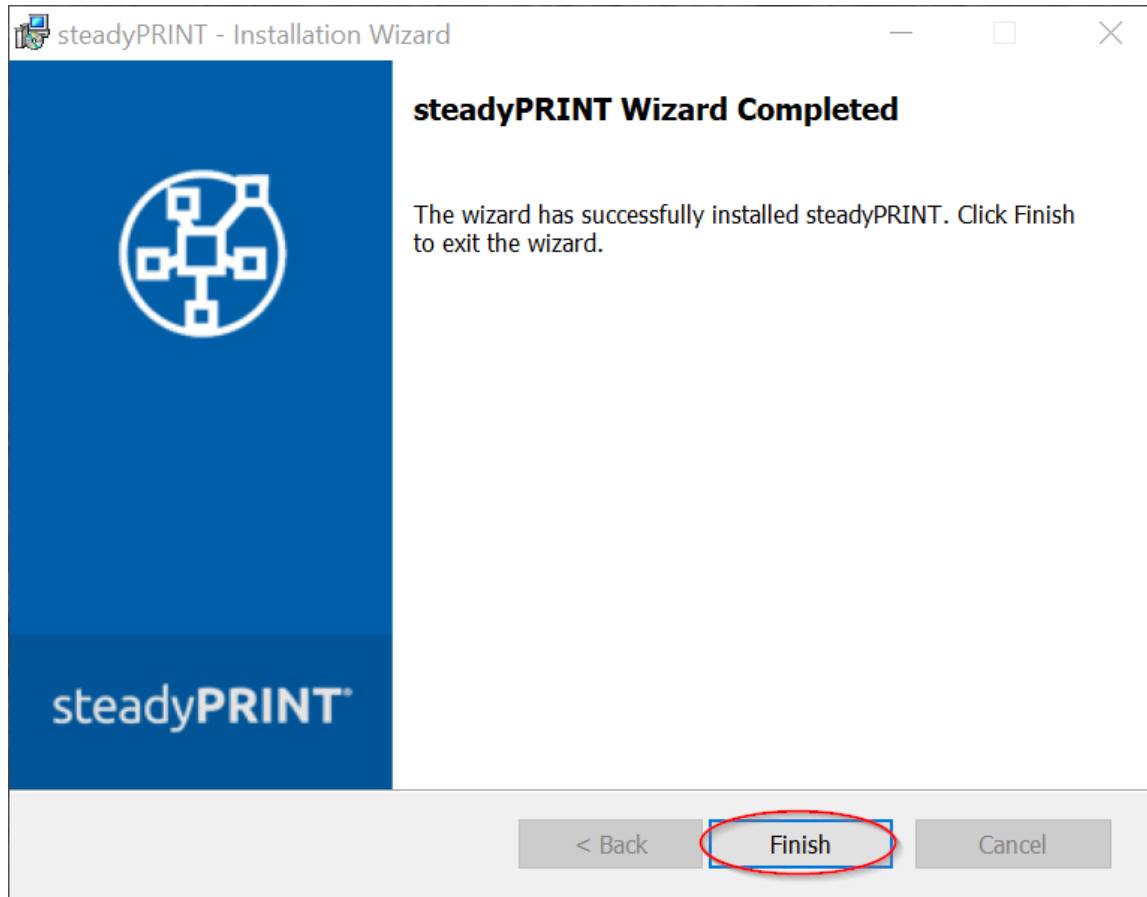 steadyPRINT - Installation Wizard
steadyPRINT Wizard Completed
The wizard has successfully installed steadyPRINT. Click Finish
to exit the wizard.
steadyPRINT®
< Back
Finish
Cancel